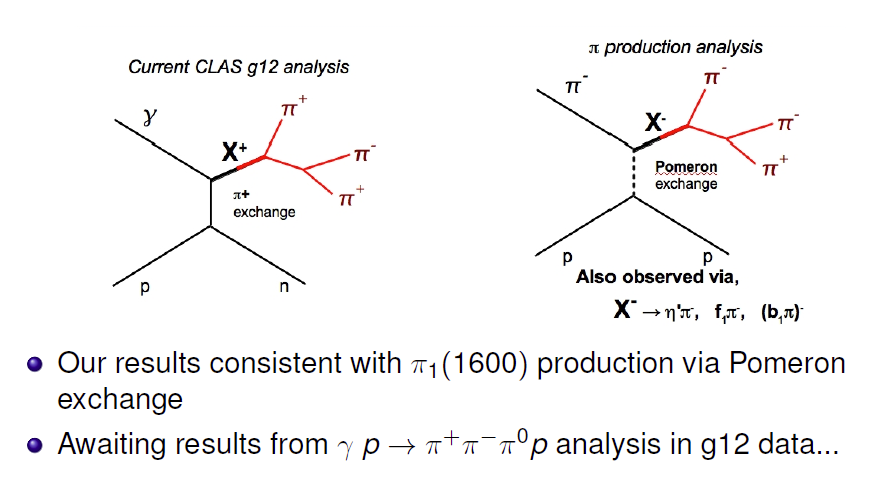 Current CLAS g12 analysis
γ
π+
X+
π-
π+
π+
exchange
p
n
π production analysis
π-
π-
X-
π-
π+
Pomeron
exchange
p
p
Also observed via,
X- → η'π-, f₁π-, (b₁π)-
Our results consistent with π₁(1600) production via Pomeron
exchange
Awaiting results from γ p → π⁺π⁻π⁰p analysis in g12 data...